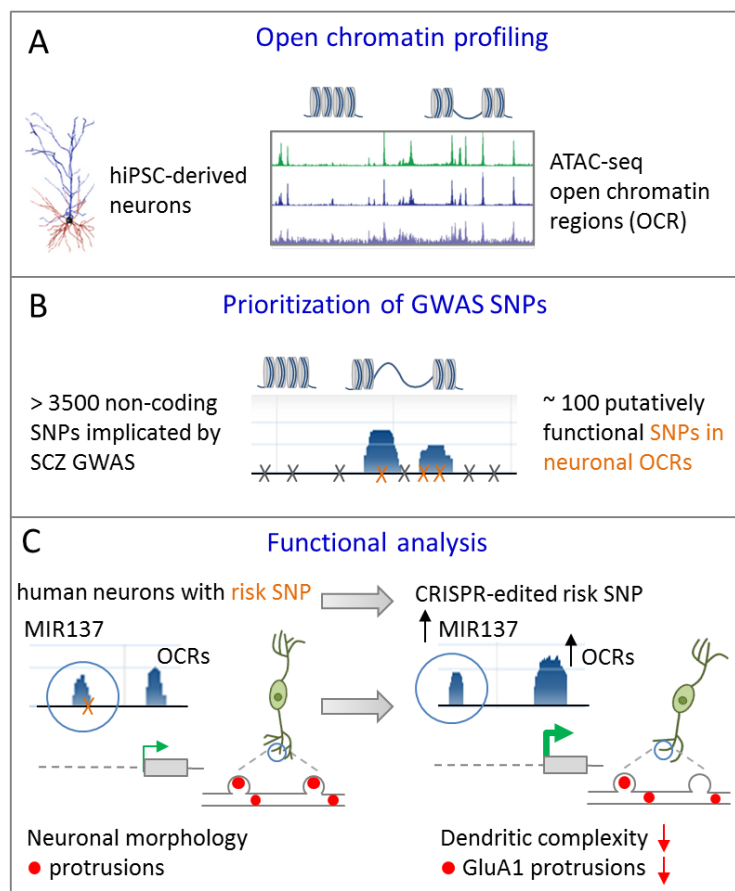 A
Open chromatin profiling
hiPSC-derived
neurons
ATAC-seq
open chromatin
regions (OCR)
B
Prioritization of GWAS SNPs
> 3500 non-coding
SNPs implicated by
SCZ GWAS
~ 100 putatively
functional SNPs in
neuronal OCRs
C
Functional analysis
human neurons with risk SNP
MIR137
OCRs
Neuronal morphology
protrusions
CRISPR-edited risk SNP
MIR137
OCRs
Dendritic complexity
GluA1 protrusions